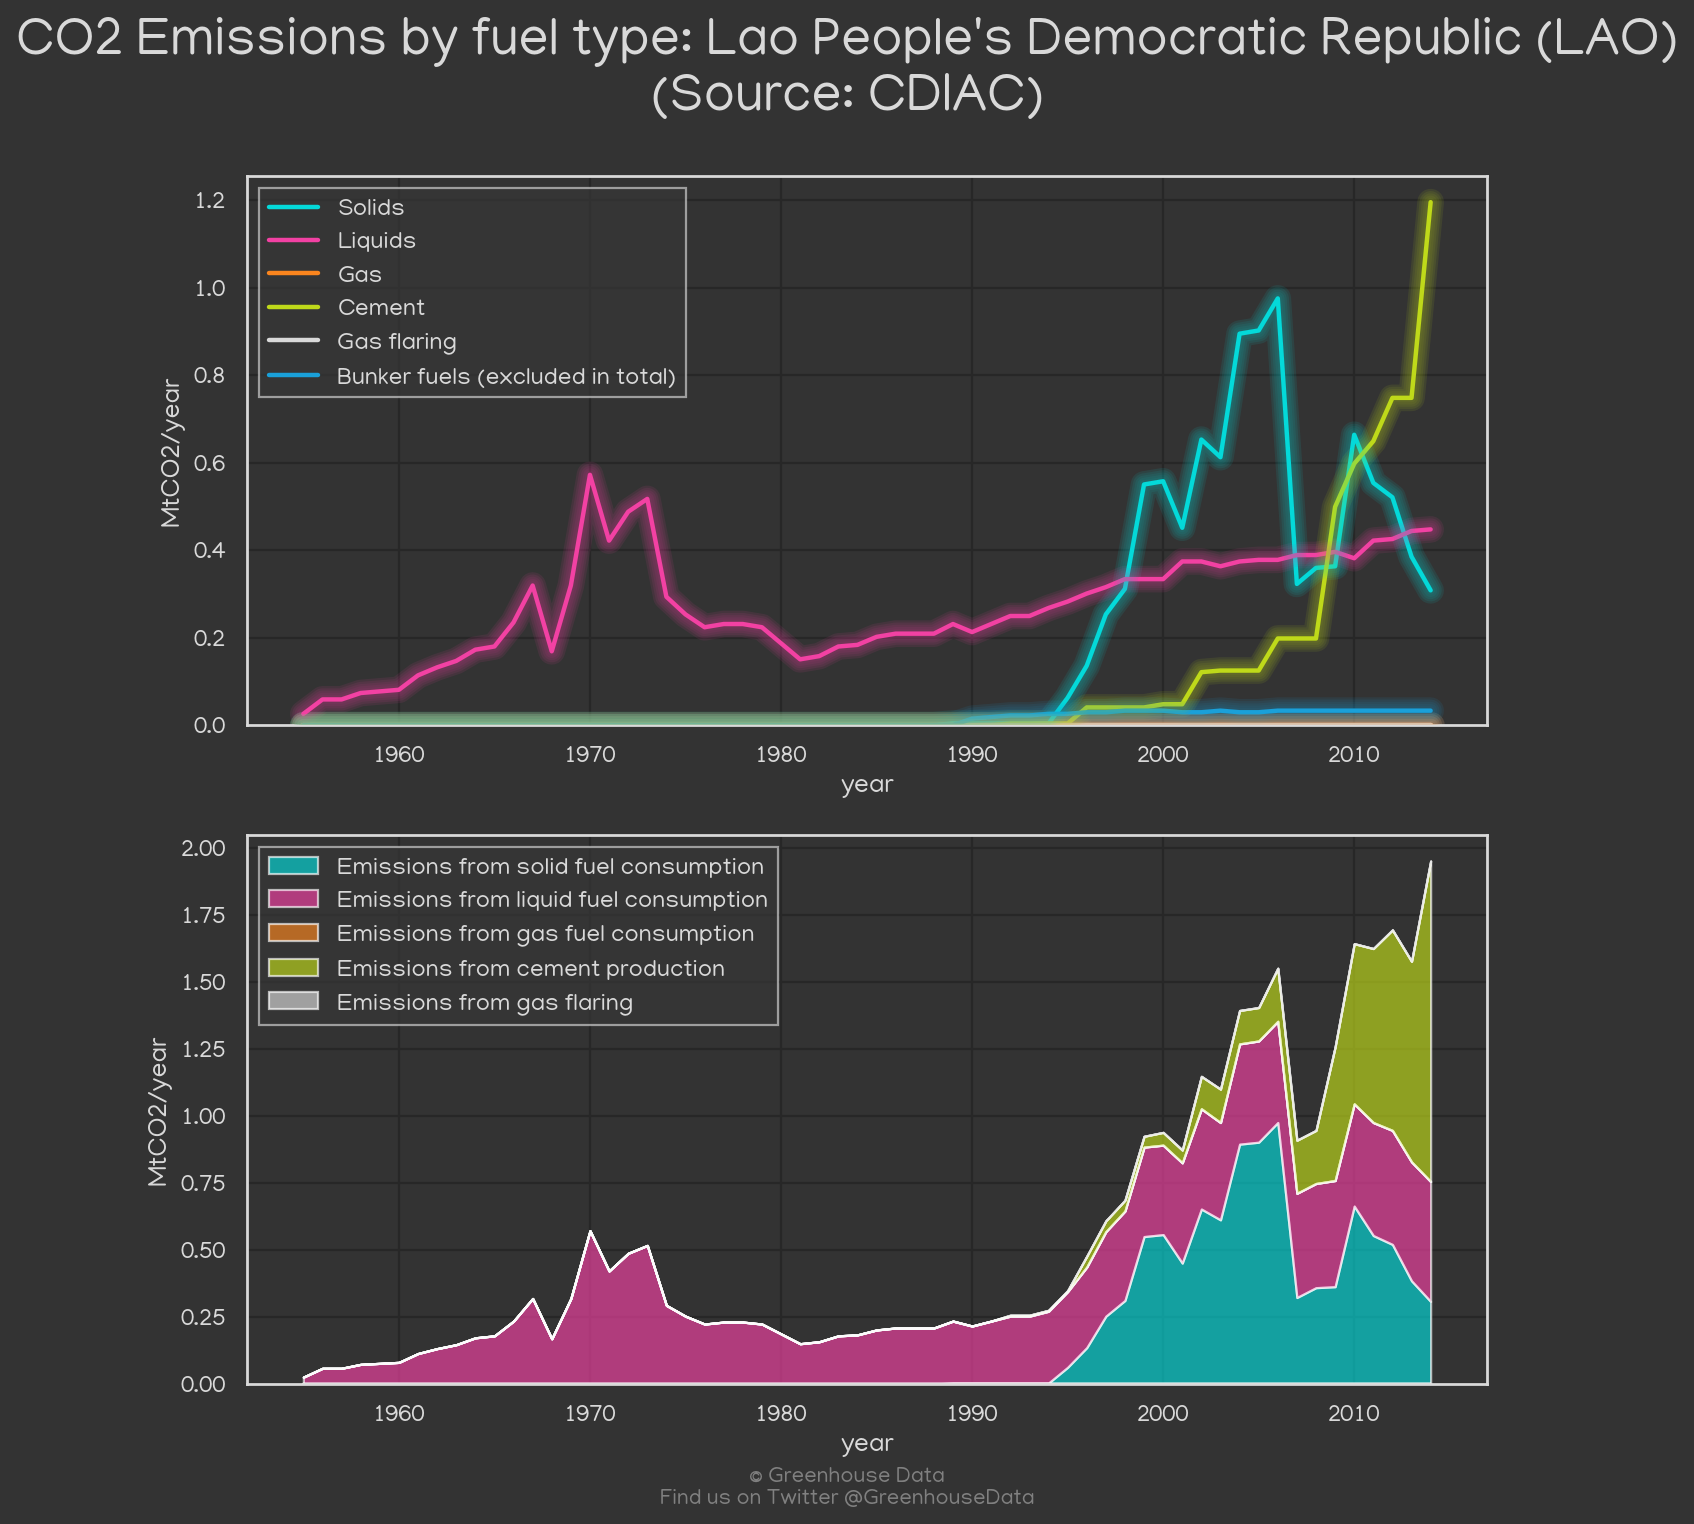 CO2 Emissions by fuel type: Lao People's Democratic Republic (LAO)
(Source: CDIAC)
Solids
Liquids
Gas
Cement
Gas flaring
Bunker fuels (excluded in total)
MtCO2/year
1.2
1.0
0.8
0.6
0.4
0.2
0.0
1960 1970 1980 1990 2000 2010
year
Emissions from solid fuel consumption
Emissions from liquid fuel consumption
Emissions from gas fuel consumption
Emissions from cement production
Emissions from gas flaring
MtCO2/year
2.00
1.75
1.50
1.25
1.00
0.75
0.50
0.25
0.00
1960 1970 1980 1990 2000 2010
year
© Greenhouse Data
Find us on Twitter @GreenhouseData